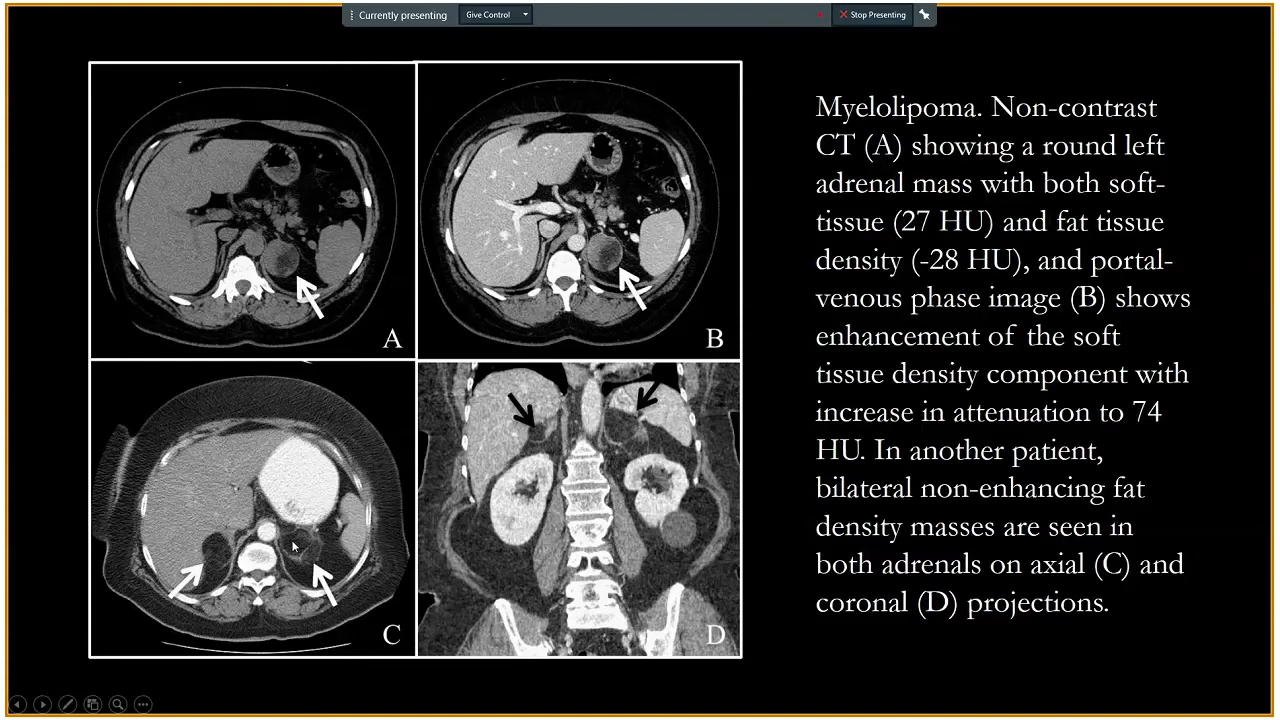 Currently presenting
Give Control
Stop Presenting
A
B
C
D
Myelolipoma. Non-contrast
CT (A) showing a round left
adrenal mass with both soft-
tissue (27 HU) and fat tissue
density (-28 HU), and portal-
venous phase image (B) shows
enhancement of the soft
tissue density component with
increase in attenuation to 74
HU. In another patient,
bilateral non-enhancing fat
density masses are seen in
both adrenals on axial (C) and
coronal (D) projections.